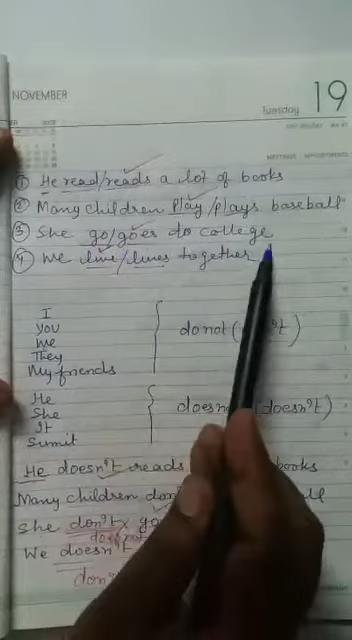 NOVEMBER
Tuesday 19
① He read/reads a lot of books
② Many children Play/plays baseball
③ She go/goes to college
④ We live/lives together
I
you
We
They
My friends
do not (
't)
He
She
It
Sumit
(doesn't)
He doesn't reads
books
Many children don't
She don't x
We doesn't
don't